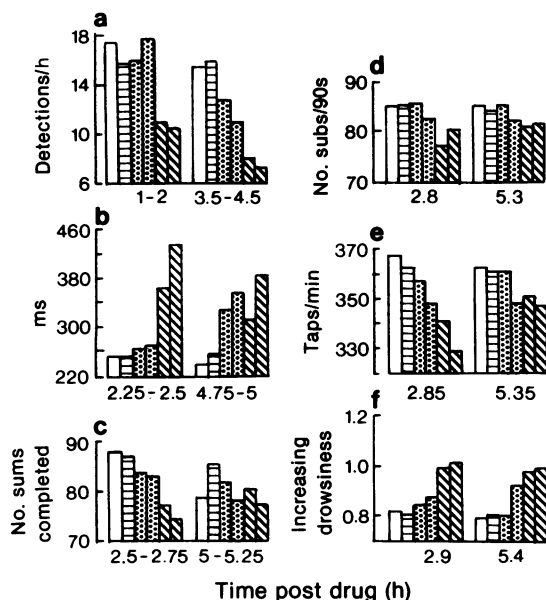 a
Detections/h
18
14
10
6
1-2
3.5-4.5
b
ms
460
380
300
220
2.25-2.5
4.75-5
c
No. sums
completed
90
80
70
2.5-2.75
5-5.25
d
No. subs/90s
90
80
70
2.8
5.3
e
Taps/min
370
350
330
2.85
5.35
f
Increasing
drowsiness
1.2
1.0
0.8
2.9
5.4
Time post drug (h)